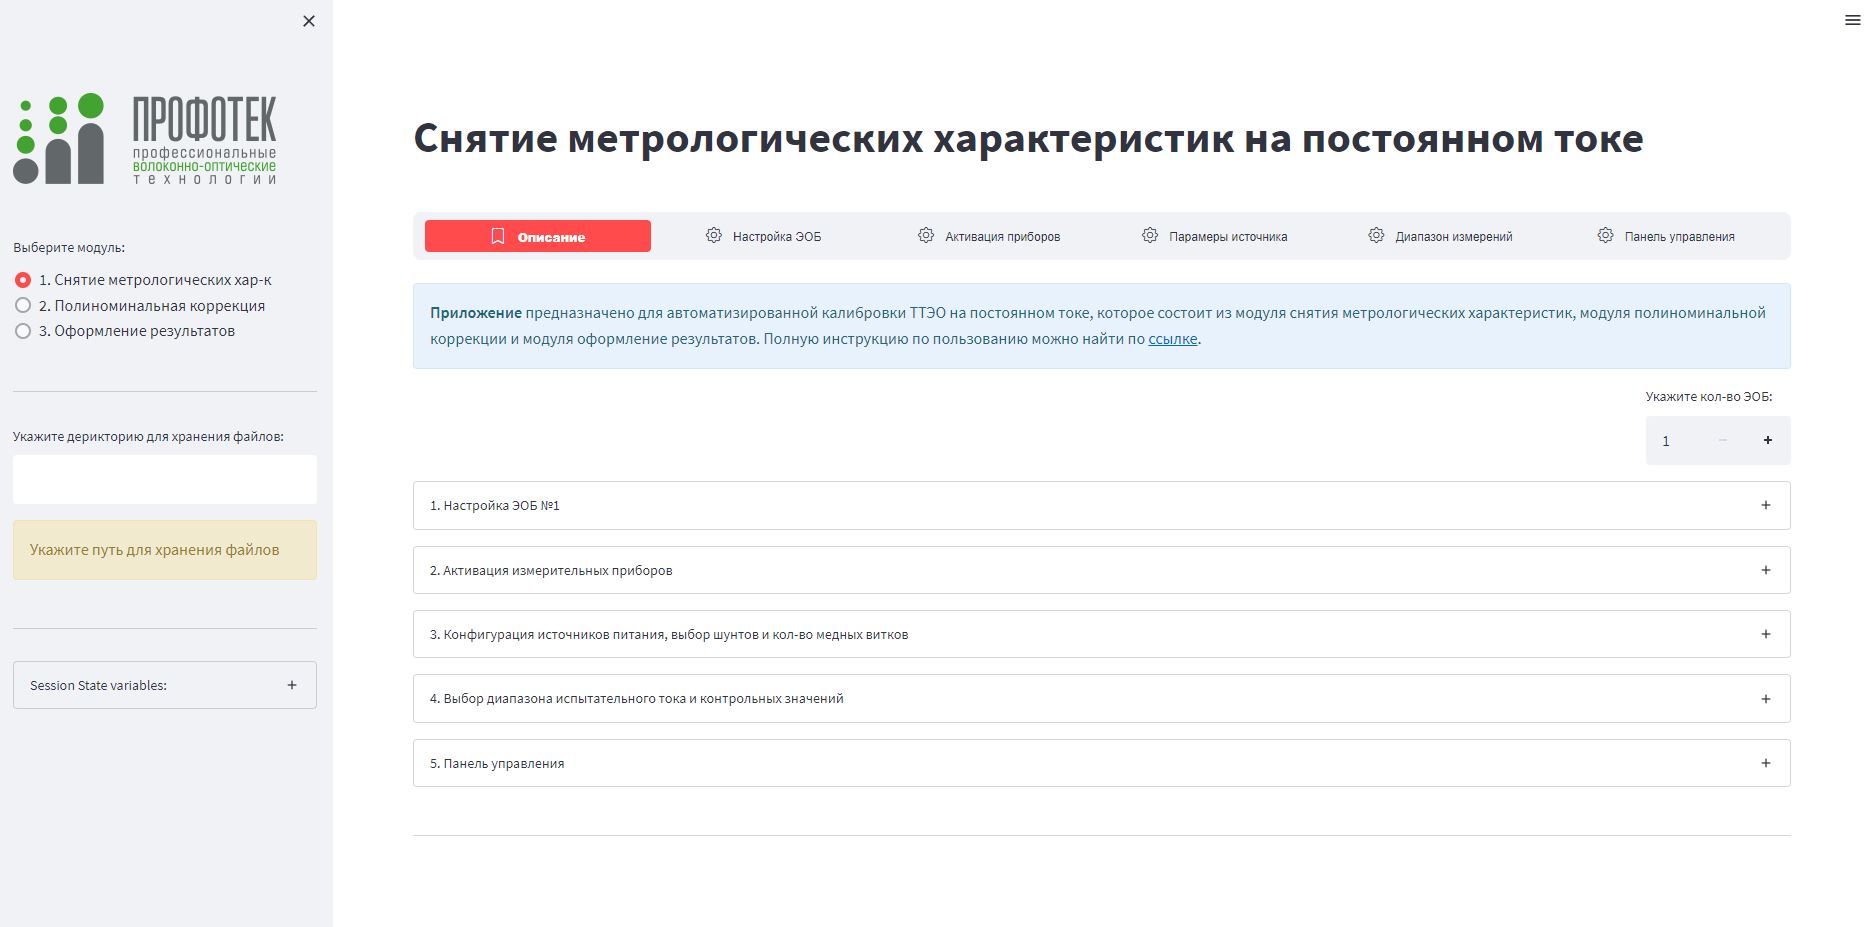 ПРОФОТЕК
профессиональные
волоконно-оптические
технологии
Выберите модуль:
1. Снятие метрологических хар-к
2. Полиноминальная коррекция
3. Оформление результатов
Укажите дерикторию для хранения файлов:
Укажите путь для хранения файлов
Session State variables:
Снятие метрологических характеристик на постоянном токе
Описание
Настройка ЭОБ
Активация приборов
Парамеры источника
Диапазон измерений
Панель управления
Приложение предназначено для автоматизированной калибровки ТТЭО на постоянном токе, которое состоит из модуля снятия метрологических характеристик, модуля полиноминальной
коррекции и модуля оформление результатов. Полную инструкцию по пользованию можно найти по ссылке.
Укажите кол-во ЭОБ:
1
1. Настройка ЭОБ №1
2. Активация измерительных приборов
3. Конфигурация источников питания, выбор шунтов и кол-во медных витков
4. Выбор диапазона испытательного тока и контрольных значений
5. Панель управления